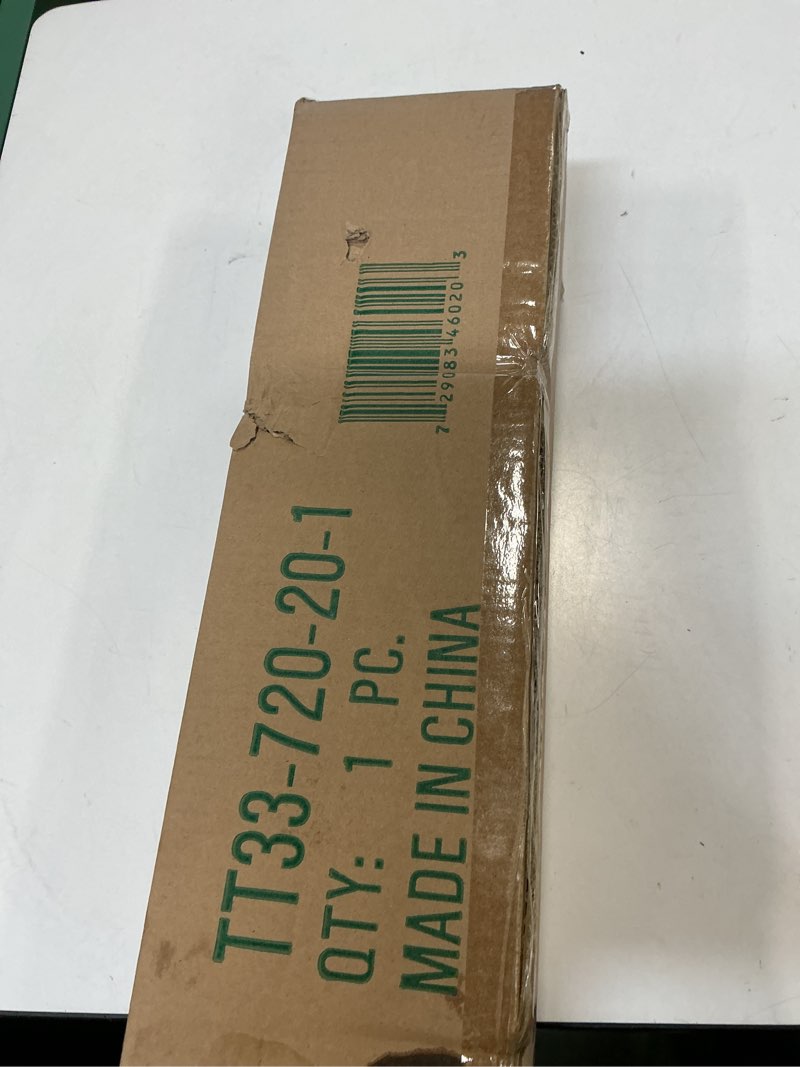 TT33-720-20-1
QTY: 1 PC.
MADE IN CHINA
7 29083 46020 3